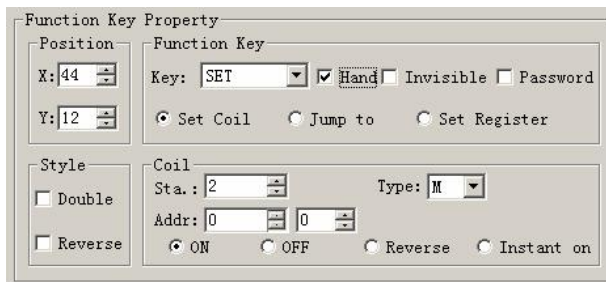 Function Key Property
Position
X: 44
Y: 12
Function Key
Key: SET Hand Invisible Password
Set Coil Jump to Set Register
Style
Double
Reverse
Coil
Sta.: 2 Type: M
Addr: 0 0
ON OFF Reverse Instant on